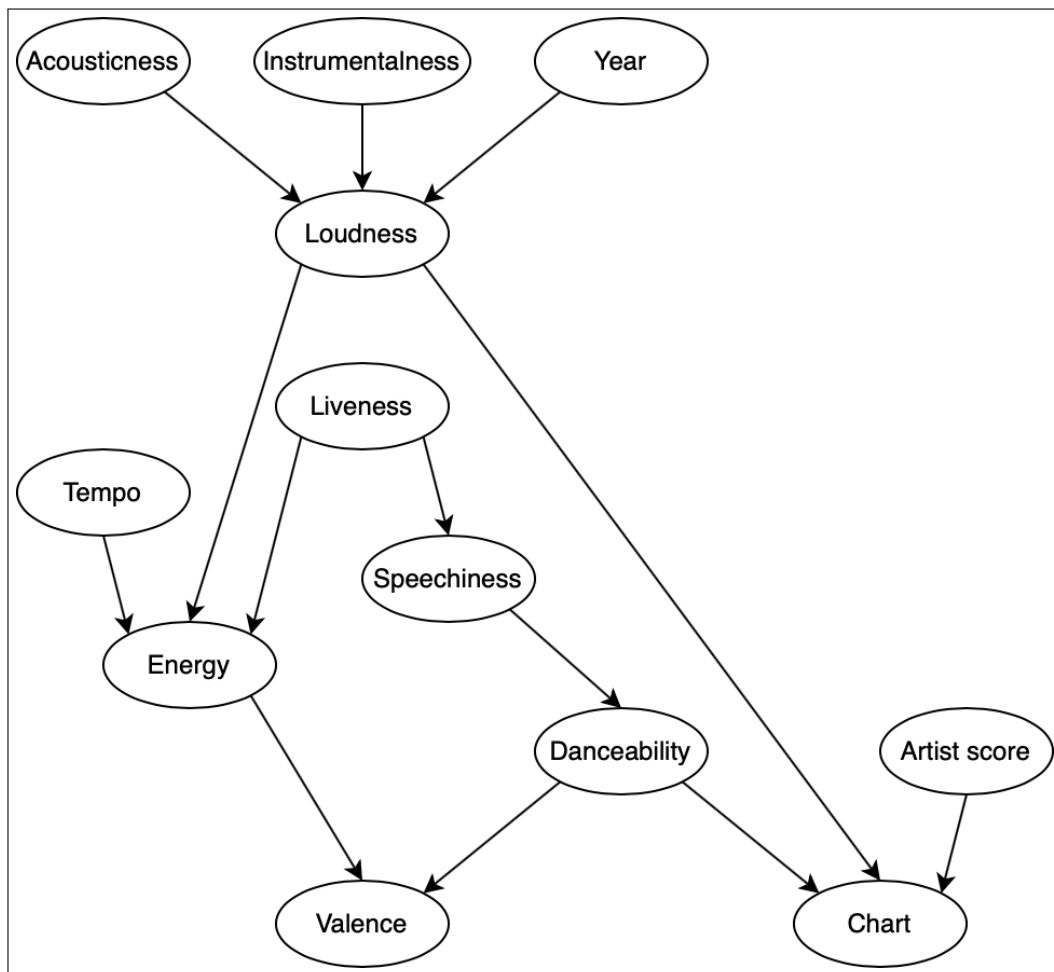 Acousticness
Instrumentalness
Year
Loudness
Liveness
Tempo
Speechiness
Energy
Danceability
Artist score
Valence
Chart